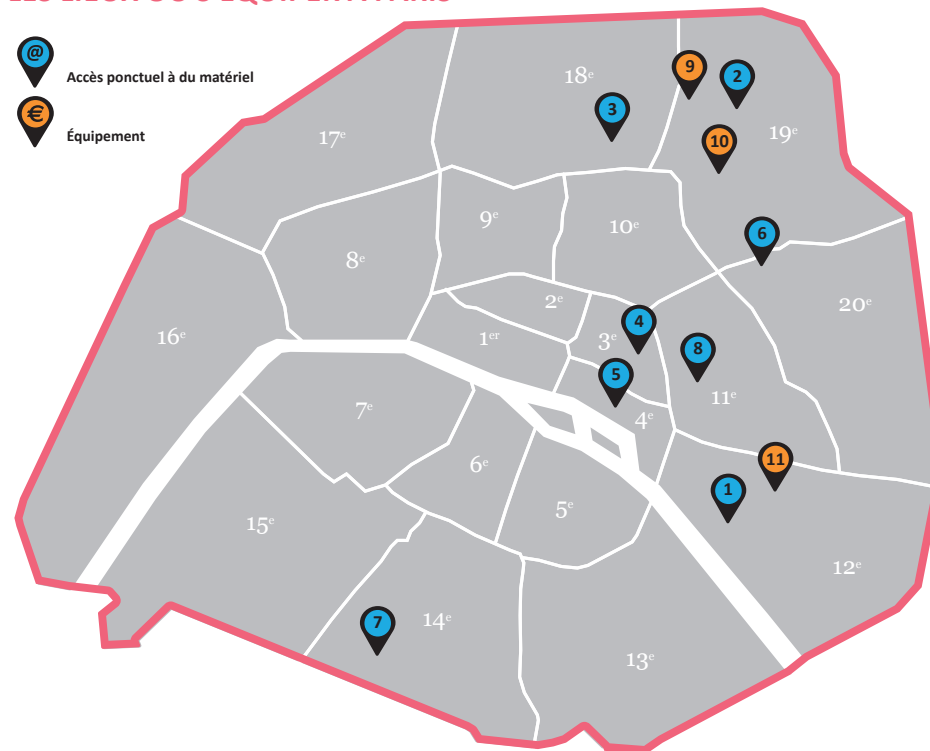 @
Accès ponctuel à du matériel
€
Équipement
9
2
18e
3
19e
17e
10
9e
10e
6
8e
2e
20e
16e
4
1er
3e
8
5
11e
7e
4e
6e
11
1
5e
15e
12e
14e
7
13e